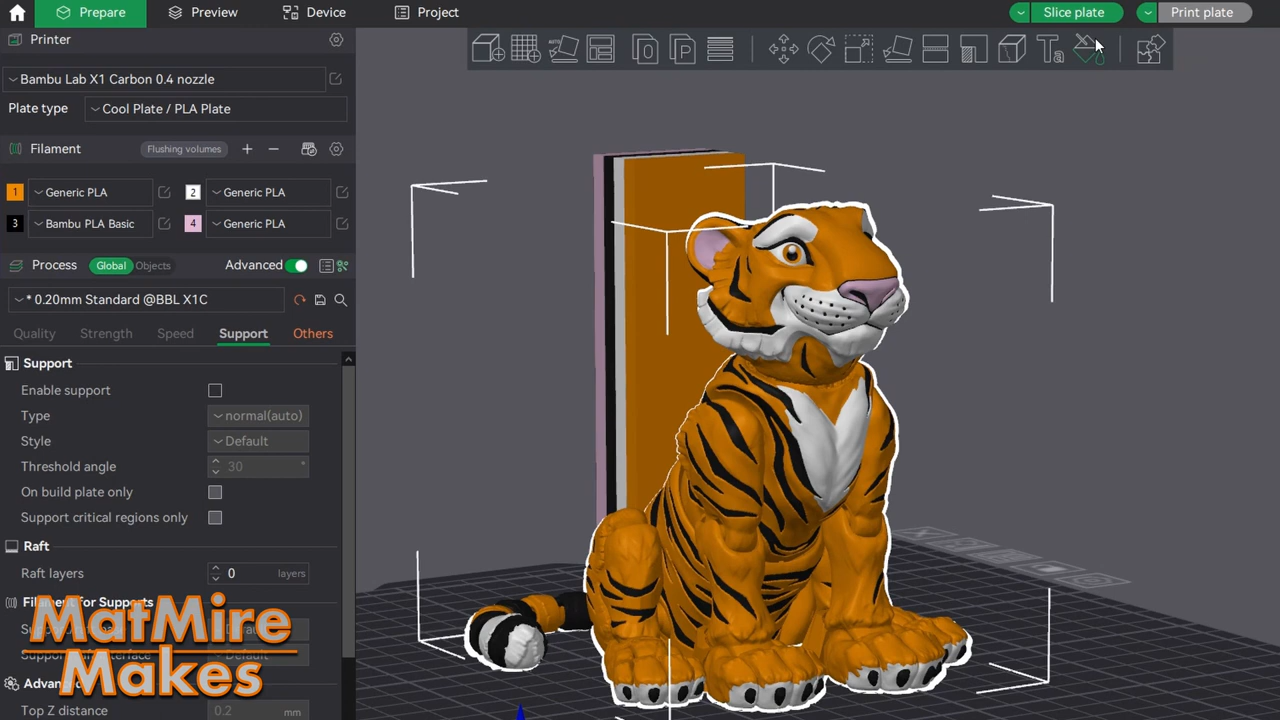 Prepare Preview Device Project Slice plate Print plate
Printer
Bambu Lab X1 Carbon 0.4 nozzle
Plate type Cool Plate / PLA Plate
Filament Flushing volumes + −
1 Generic PLA 2 Generic PLA
3 Bambu PLA Basic 4 Generic PLA
Process Global Objects Advanced
* 0.20mm Standard @BBL X1C
Quality Strength Speed Support Others
Support
Enable support
Type normal(auto)
Style Default
Threshold angle 30 °
On build plate only
Support critical regions only
Raft
Raft layers 0 layers
Filament for Supports
MatMire
Makes
Top Z distance 0.2 mm